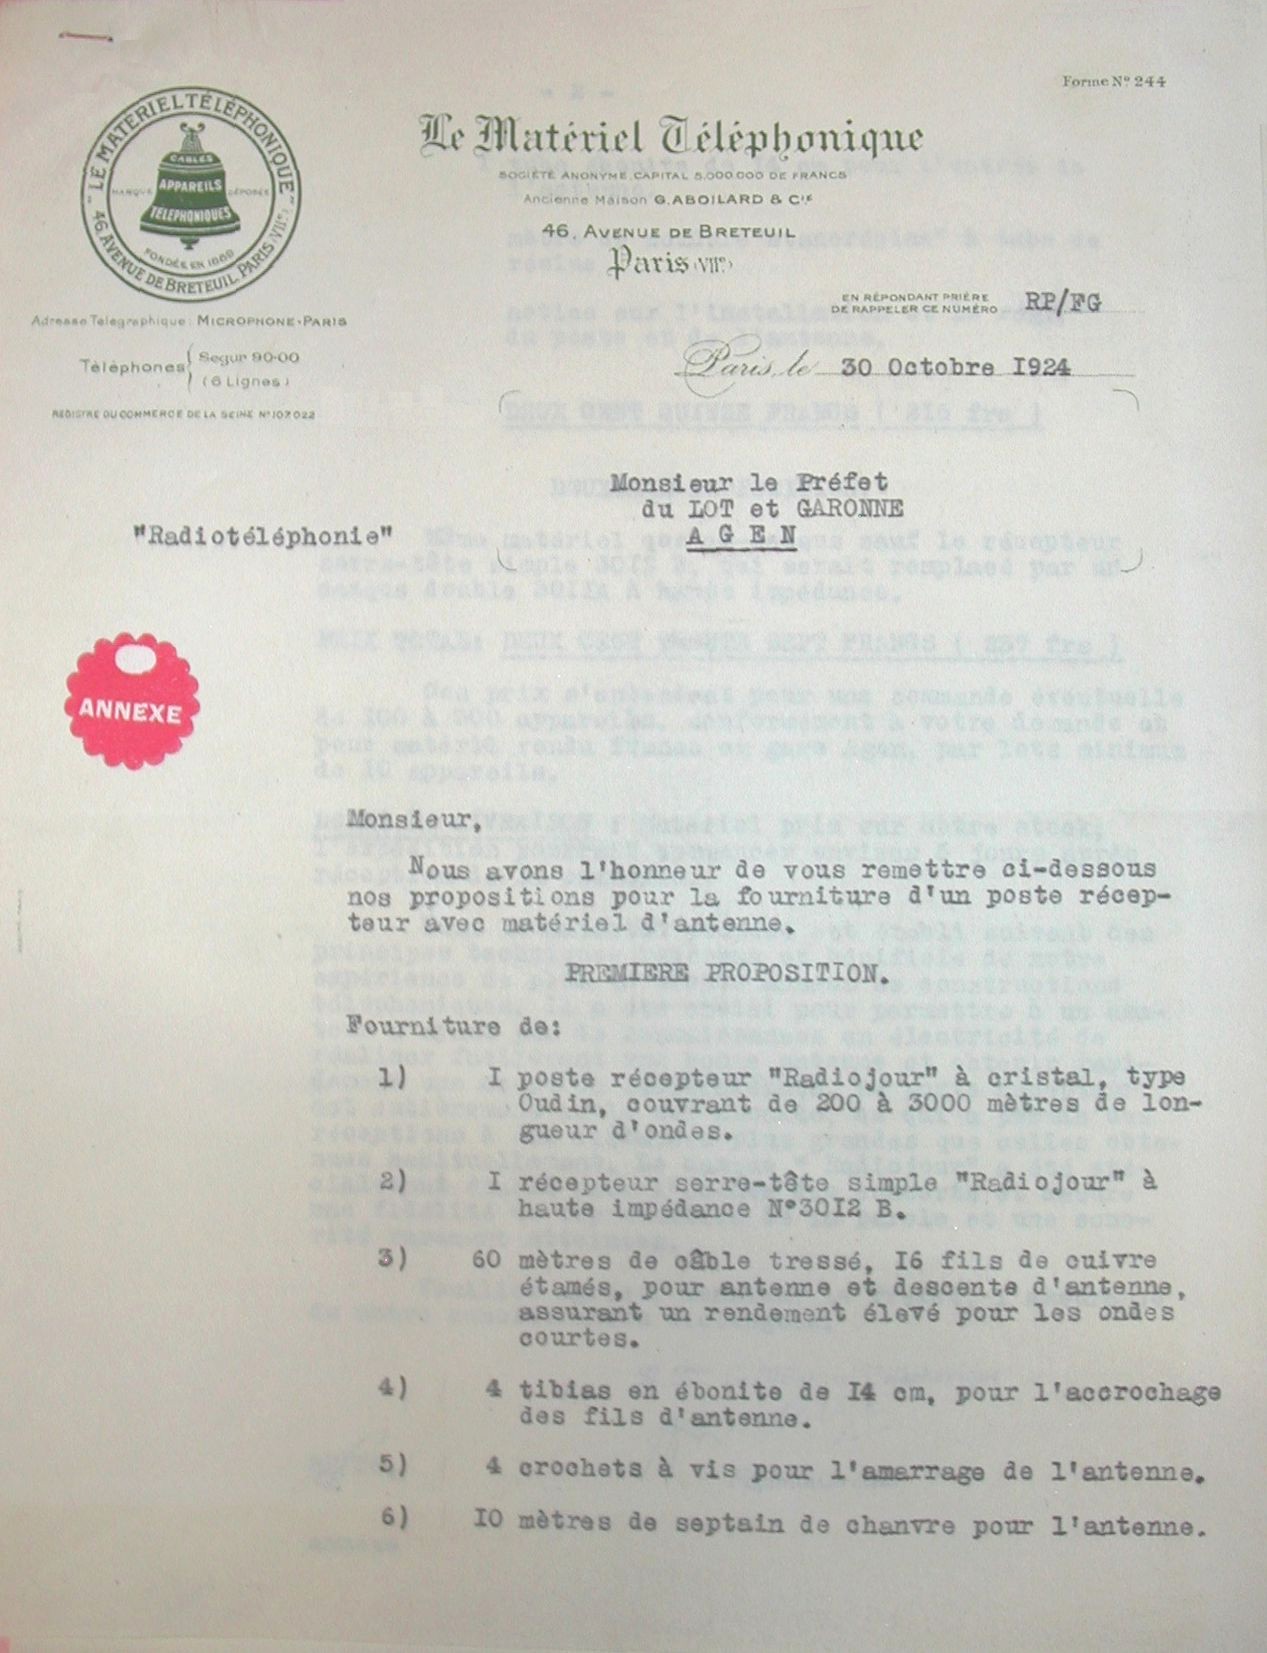 Forme N° 244
"LE MATÉRIEL TÉLÉPHONIQUE"
CABLES
MARQUE APPAREILS DÉPOSÉE
TÉLÉPHONIQUES
FONDÉE EN 1869
46, AVENUE DE BRETEUIL, PARIS (VIIe)
Le Matériel Téléphonique
SOCIÉTÉ ANONYME, CAPITAL 5.000.000 DE FRANCS
Ancienne Maison G. ABOILARD & Cie
46, AVENUE DE BRETEUIL
Paris (VIIe)
EN RÉPONDANT PRIÈRE
DE RAPPELER CE NUMÉRO RP/FG
Adresse Télégraphique: MICROPHONE-PARIS
Téléphones { Segur 90-00
(6 Lignes)
REGISTRE DU COMMERCE DE LA SEINE N° 107.022
Paris, le 30 Octobre I924
Monsieur le Préfet
du LOT et GARONNE
A G E N
"Radiotéléphonie"
ANNEXE
Monsieur,
Nous avons l'honneur de vous remettre ci-dessous
nos propositions pour la fourniture d'un poste récep-
teur avec matériel d'antenne.
PREMIERE PROPOSITION.
Fourniture de:
1) I poste récepteur "Radiojour" à cristal, type
Oudin, couvrant de 200 à 3000 mètres de lon-
gueur d'ondes.
2) I récepteur serre-tête simple "Radiojour" à
haute impédance N°30I2 B.
3) 60 mètres de câble tressé, I6 fils de cuivre
étamés, pour antenne et descente d'antenne,
assurant un rendement élevé pour les ondes
courtes.
4) 4 tibias en ébonite de I4 cm, pour l'accrochage
des fils d'antenne.
5) 4 crochets à vis pour l'amarrage de l'antenne.
6) IO mètres de septain de chanvre pour l'antenne.